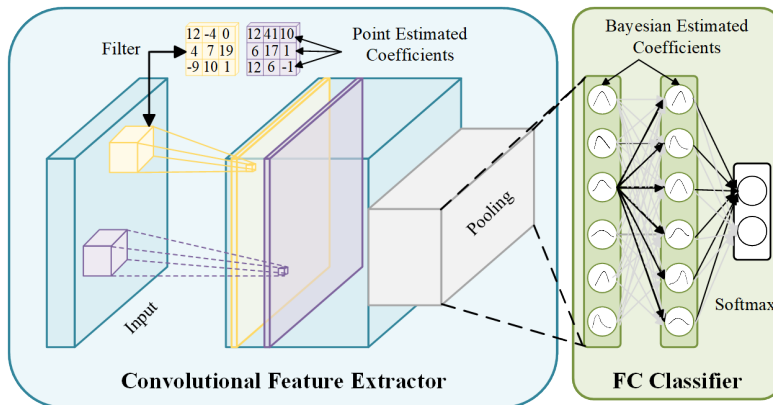 Filter
12 -4 0
4 7 19
-9 10 1
12 41 10
6 17 1
12 6 -1
Point Estimated
Coefficients
Input
Pooling
Convolutional Feature Extractor
Bayesian Estimated
Coefficients
Softmax
FC Classifier